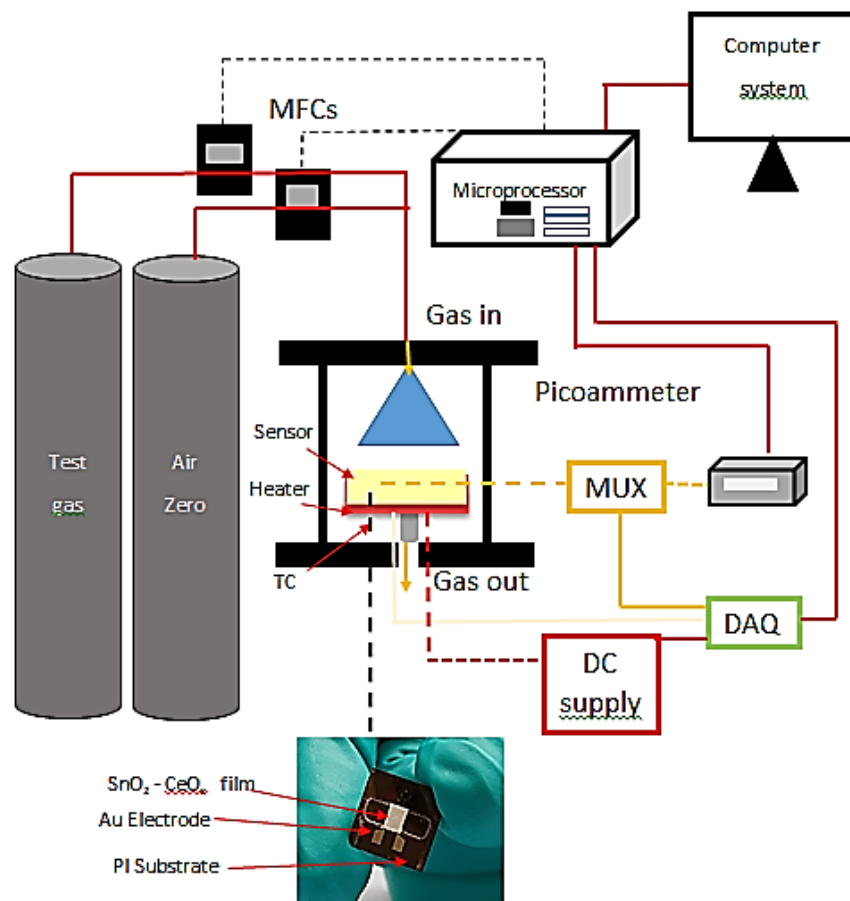 Computer
system
MFCs
Microprocessor
Gas in
Picoammeter
Sensor
Test
gas
Air
Zero
Heater
MUX
TC
Gas out
DAQ
DC
supply
SnO₂ - CeO₂ film
Au Electrode
PI Substrate